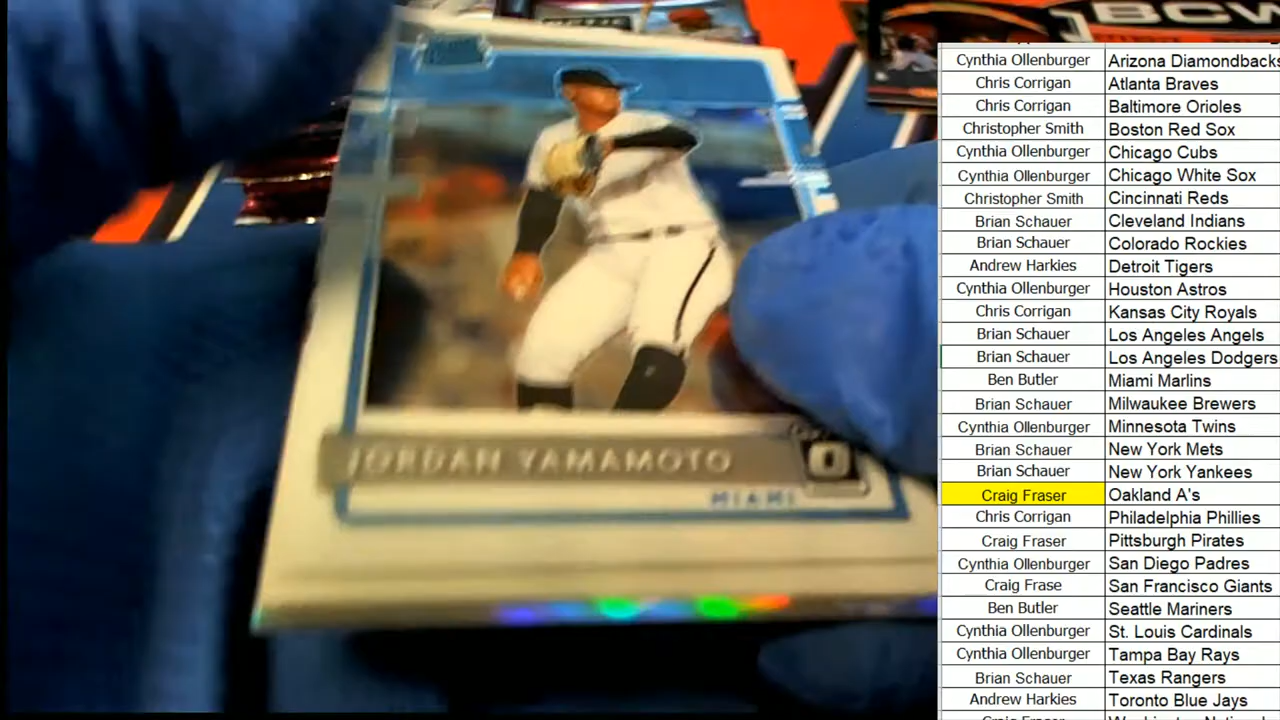 BCW
JORDAN YAMAMOTO
MIAMI
Cynthia Ollenburger Arizona Diamondbacks
Chris Corrigan Atlanta Braves
Chris Corrigan Baltimore Orioles
Christopher Smith Boston Red Sox
Cynthia Ollenburger Chicago Cubs
Cynthia Ollenburger Chicago White Sox
Christopher Smith Cincinnati Reds
Brian Schauer Cleveland Indians
Brian Schauer Colorado Rockies
Andrew Harkies Detroit Tigers
Cynthia Ollenburger Houston Astros
Chris Corrigan Kansas City Royals
Brian Schauer Los Angeles Angels
Brian Schauer Los Angeles Dodgers
Ben Butler Miami Marlins
Brian Schauer Milwaukee Brewers
Cynthia Ollenburger Minnesota Twins
Brian Schauer New York Mets
Brian Schauer New York Yankees
Craig Fraser Oakland A's
Chris Corrigan Philadelphia Phillies
Craig Fraser Pittsburgh Pirates
Cynthia Ollenburger San Diego Padres
Craig Frase San Francisco Giants
Ben Butler Seattle Mariners
Cynthia Ollenburger St. Louis Cardinals
Cynthia Ollenburger Tampa Bay Rays
Brian Schauer Texas Rangers
Andrew Harkies Toronto Blue Jays